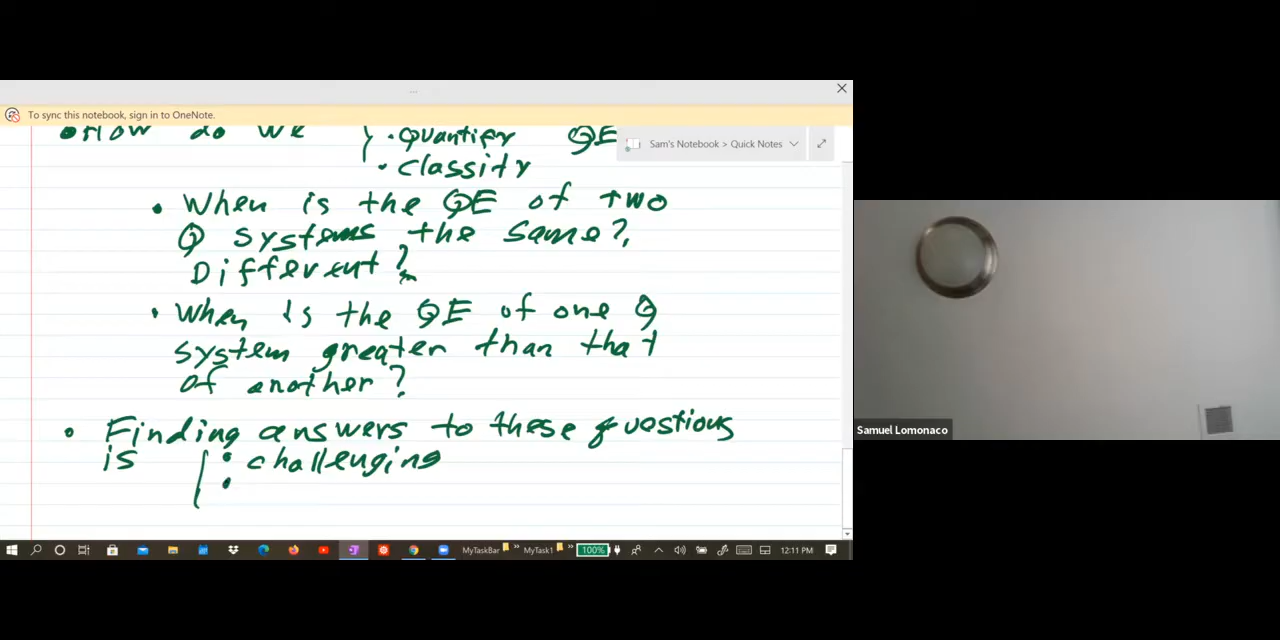 ...
To sync this notebook, sign in to OneNote.
Sam's Notebook > Quick Notes
• How do we { • Quantify QE
• Classify
• When is the QE of two
Q systems the same?,
Different?
• When is the QE of one Q
system greater than that
of another?
• Finding answers to these questions
is { • challenging
•
Samuel Lomonaco
MyTaskBar
MyTask1
100%
12:11 PM